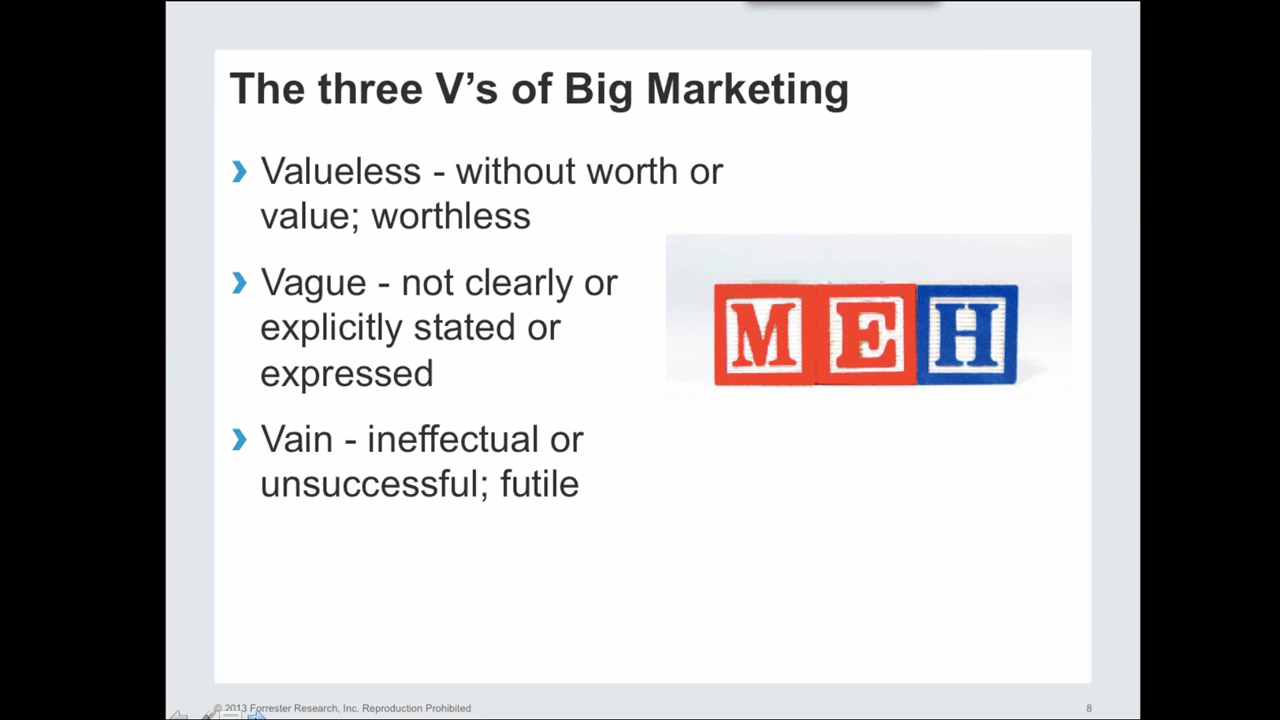 The three V’s of Big Marketing
› Valueless - without worth or
value; worthless
› Vague - not clearly or
explicitly stated or
expressed
› Vain - ineffectual or
unsuccessful; futile
MEH
© 2013 Forrester Research, Inc. Reproduction Prohibited
8